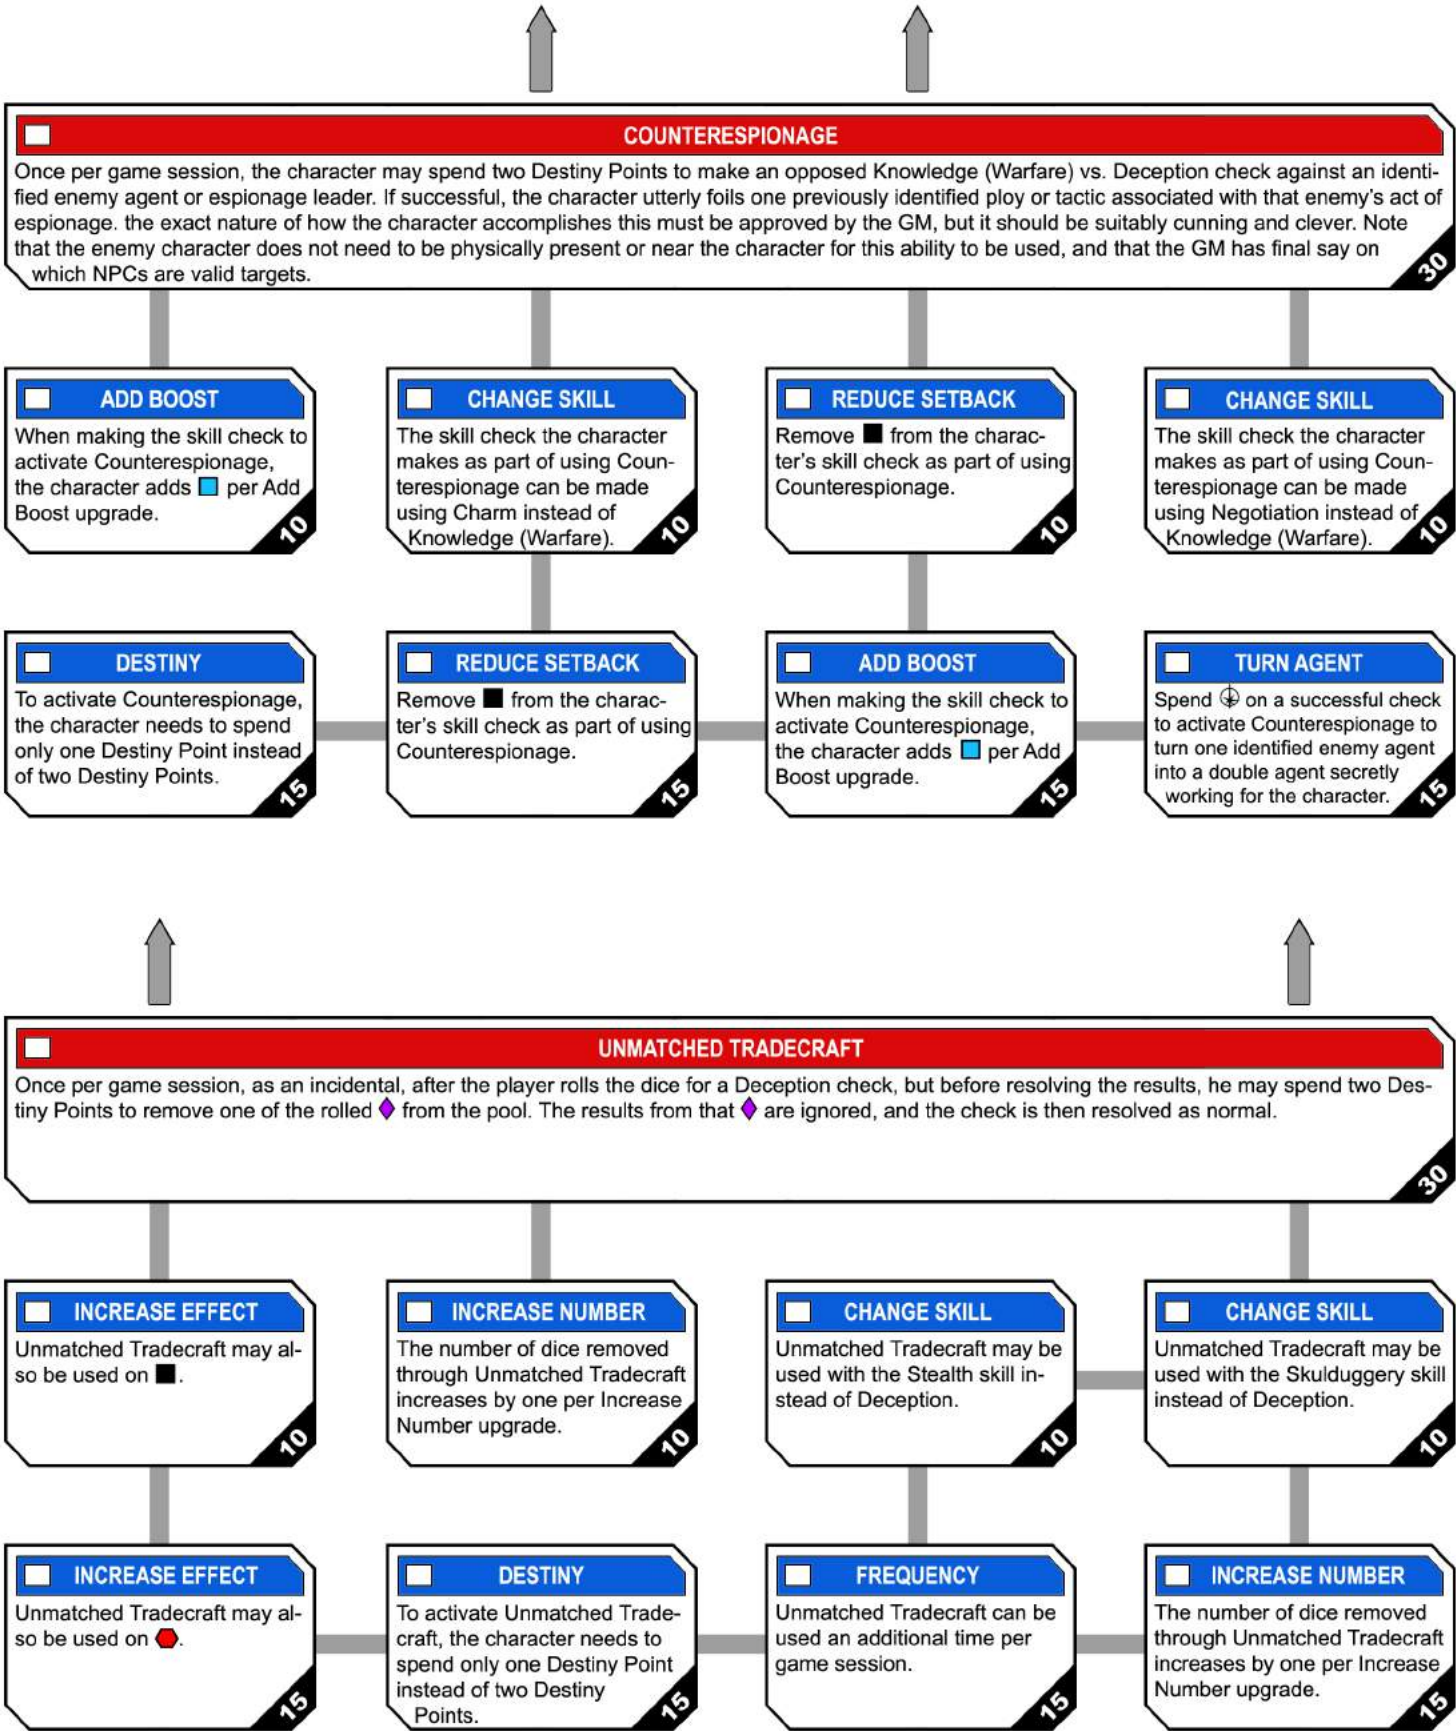 COUNTERESPIONAGE
Once per game session, the character may spend two Destiny Points to make an opposed Knowledge (Warfare) vs. Deception check against an identi-
fied enemy agent or espionage leader. If successful, the character utterly foils one previously identified ploy or tactic associated with that enemy's act of
espionage. the exact nature of how the character accomplishes this must be approved by the GM, but it should be suitably cunning and clever. Note
that the enemy character does not need to be physically present or near the character for this ability to be used, and that the GM has final say on
which NPCs are valid targets.
30
ADD BOOST
When making the skill check to
activate Counterespionage,
the character adds per Add
Boost upgrade.
10
CHANGE SKILL
The skill check the character
makes as part of using Coun-
terespionage can be made
using Charm instead of
Knowledge (Warfare).
10
REDUCE SETBACK
Remove from the charac-
ter's skill check as part of using
Counterespionage.
10
CHANGE SKILL
The skill check the character
makes as part of using Coun-
terespionage can be made
using Negotiation instead of
Knowledge (Warfare).
10
DESTINY
To activate Counterespionage,
the character needs to spend
only one Destiny Point instead
of two Destiny Points.
15
REDUCE SETBACK
Remove from the charac-
ter's skill check as part of using
Counterespionage.
15
ADD BOOST
When making the skill check to
activate Counterespionage,
the character adds per Add
Boost upgrade.
15
TURN AGENT
Spend on a successful check
to activate Counterespionage to
turn one identified enemy agent
into a double agent secretly
working for the character.
15
UNMATCHED TRADECRAFT
Once per game session, as an incidental, after the player rolls the dice for a Deception check, but before resolving the results, he may spend two Des-
tiny Points to remove one of the rolled from the pool. The results from that are ignored, and the check is then resolved as normal.
30
INCREASE EFFECT
Unmatched Tradecraft may al-
so be used on .
10
INCREASE NUMBER
The number of dice removed
through Unmatched Tradecraft
increases by one per Increase
Number upgrade.
10
CHANGE SKILL
Unmatched Tradecraft may be
used with the Stealth skill in-
stead of Deception.
10
CHANGE SKILL
Unmatched Tradecraft may be
used with the Skulduggery skill
instead of Deception.
10
INCREASE EFFECT
Unmatched Tradecraft may al-
so be used on .
15
DESTINY
To activate Unmatched Trade-
craft, the character needs to
spend only one Destiny Point
instead of two Destiny
Points.
15
FREQUENCY
Unmatched Tradecraft can be
used an additional time per
game session.
15
INCREASE NUMBER
The number of dice removed
through Unmatched Tradecraft
increases by one per Increase
Number upgrade.
15